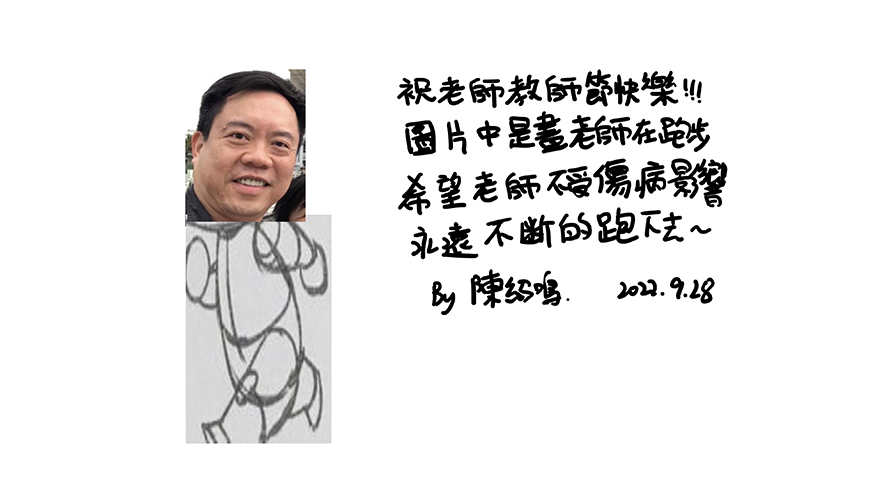 祝老師教師節快樂!!!
圖片中是畫老師在跑步
希望老師不受傷病影響
永遠不斷的跑下去~
By 陳紹鳴. 2022.9.28